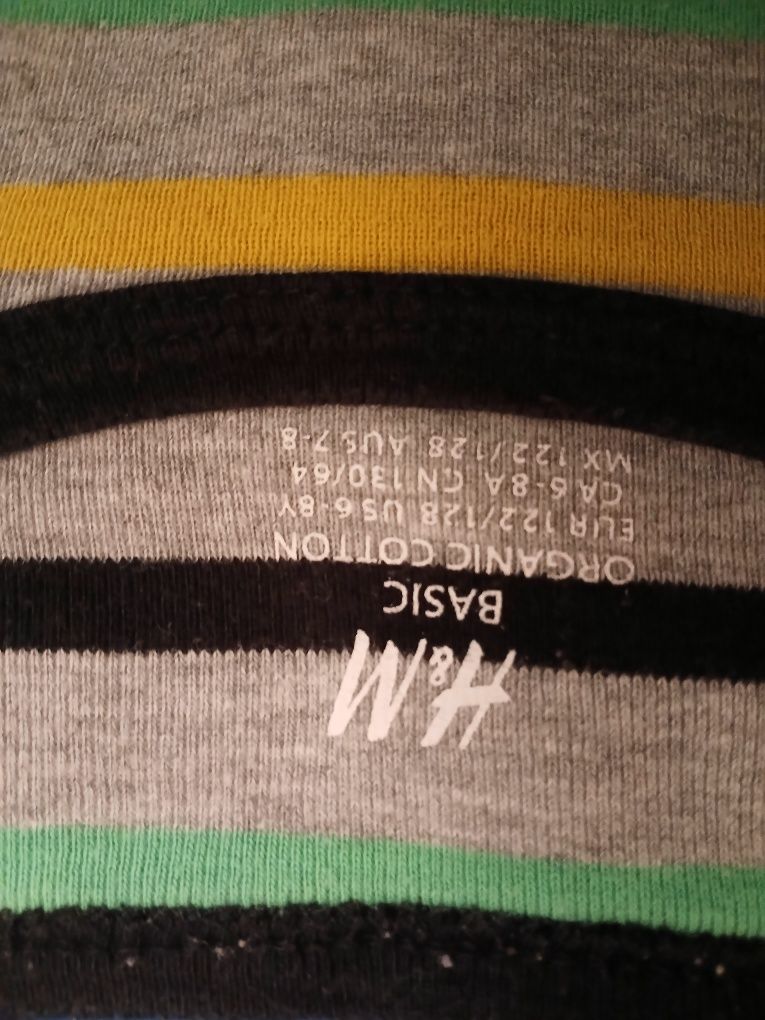 H&M
BASIC
ORGANIC COTTON
EUR 122/128 US 6-8Y
CA 6-8A CN 130/64
MX 122/128 AUS 7-8